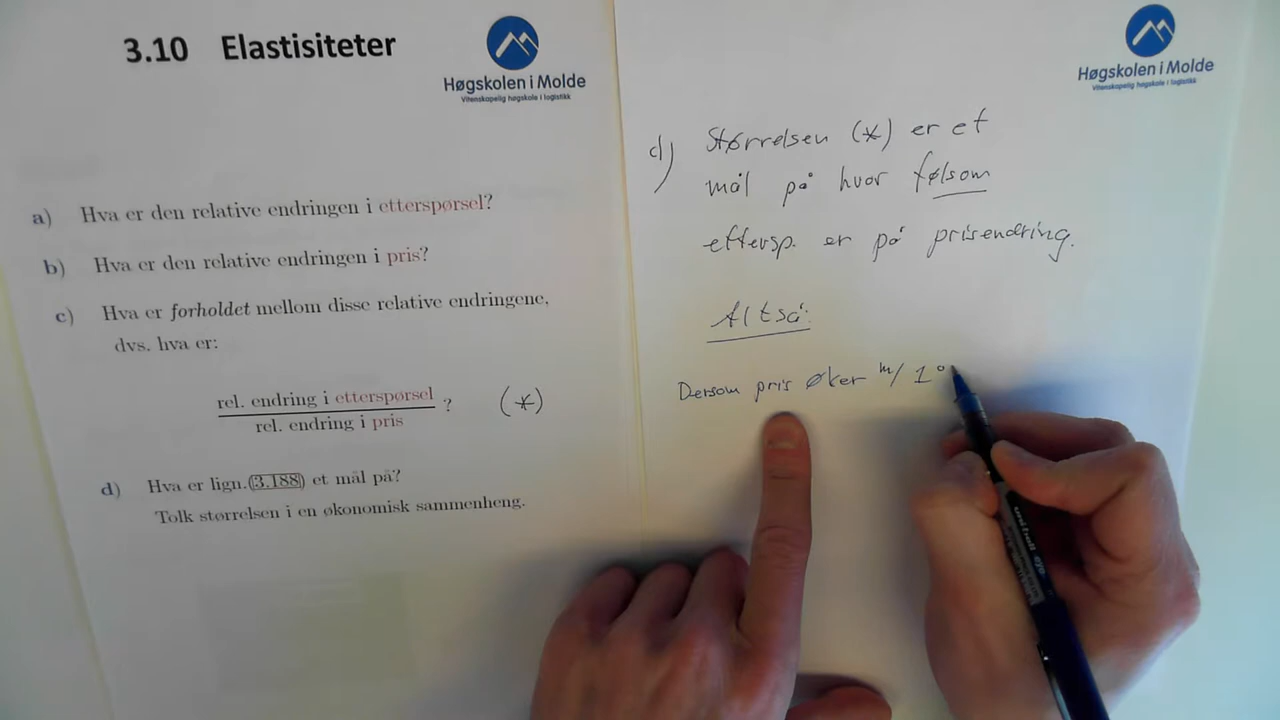 3.10 Elastisiteter
Høgskolen i Molde
Vitenskapelig høgskole i logistikk
a) Hva er den relative endringen i etterspørsel?
b) Hva er den relative endringen i pris?
c) Hva er forholdet mellom disse relative endringene,
dvs. hva er:
rel. endring i etterspørsel
rel. endring i pris
? (*)
d) Hva er lign.(3.188) et mål på?
Tolk størrelsen i en økonomisk sammenheng.
Høgskolen i Molde
Vitenskapelig høgskole i logistikk
d) Størrelsen (*) er et
mål på hvor følsom
ettersp. er på prisendring.
Altså:
Dersom pris øker m/ 1
uni-ball